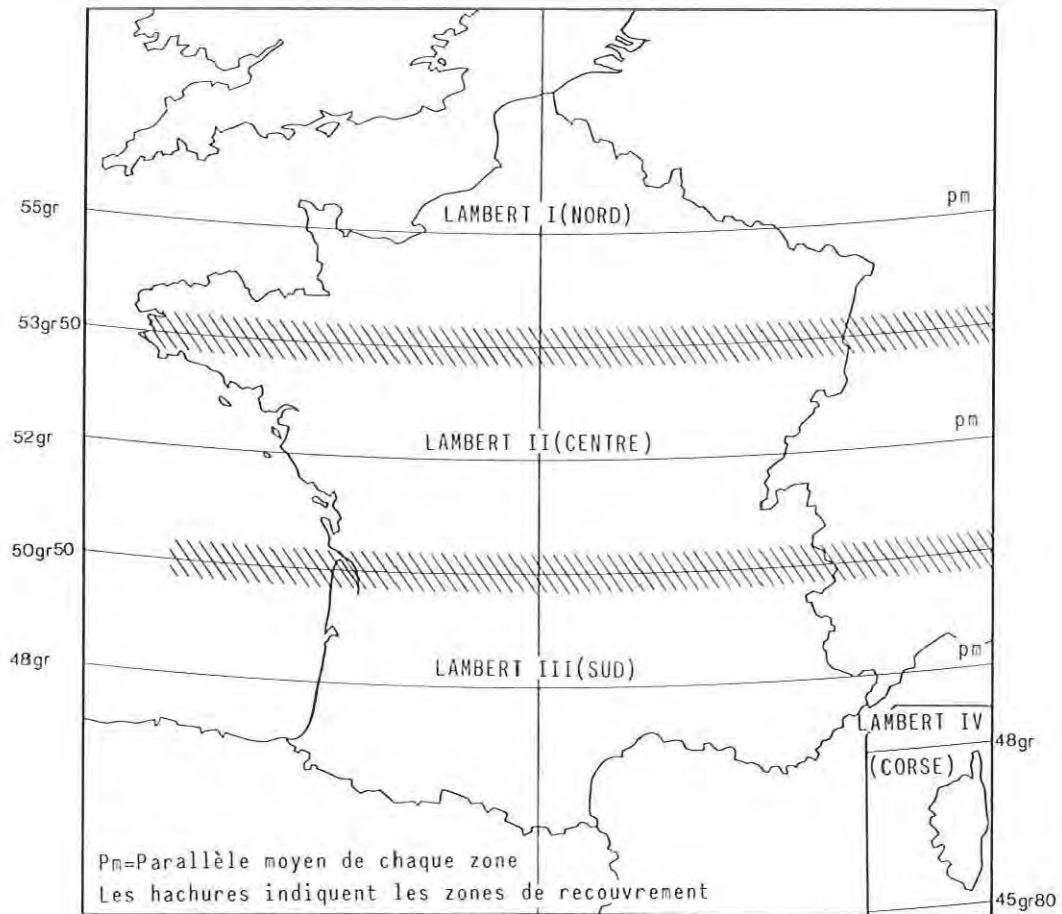 55gr
LAMBERT I(NORD)
pm
53gr50
52gr
LAMBERT II(CENTRE)
pm
50gr50
48gr
LAMBERT III(SUD)
pm
LAMBERT IV
48gr
(CORSE)
Pm=Parallèle moyen de chaque zone
Les hachures indiquent les zones de recouvrement
45gr80